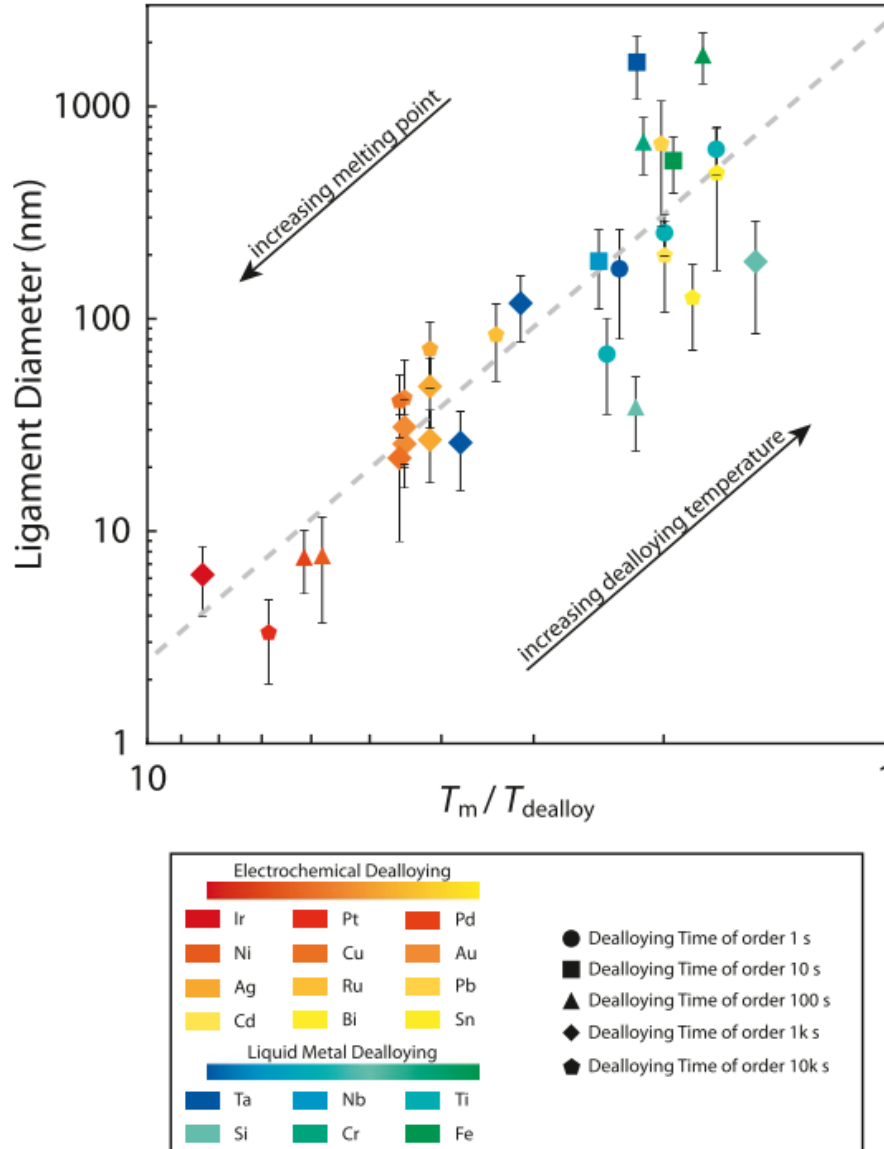 Ligament Diameter (nm)
1000
100
10
1
increasing melting point
increasing dealloying temperature
10
1
Tm / Tdealloy
Electrochemical Dealloying
Ir Pt Pd
Ni Cu Au
Ag Ru Pb
Cd Bi Sn
Liquid Metal Dealloying
Ta Nb Ti
Si Cr Fe
Dealloying Time of order 1 s
Dealloying Time of order 10 s
Dealloying Time of order 100 s
Dealloying Time of order 1k s
Dealloying Time of order 10k s